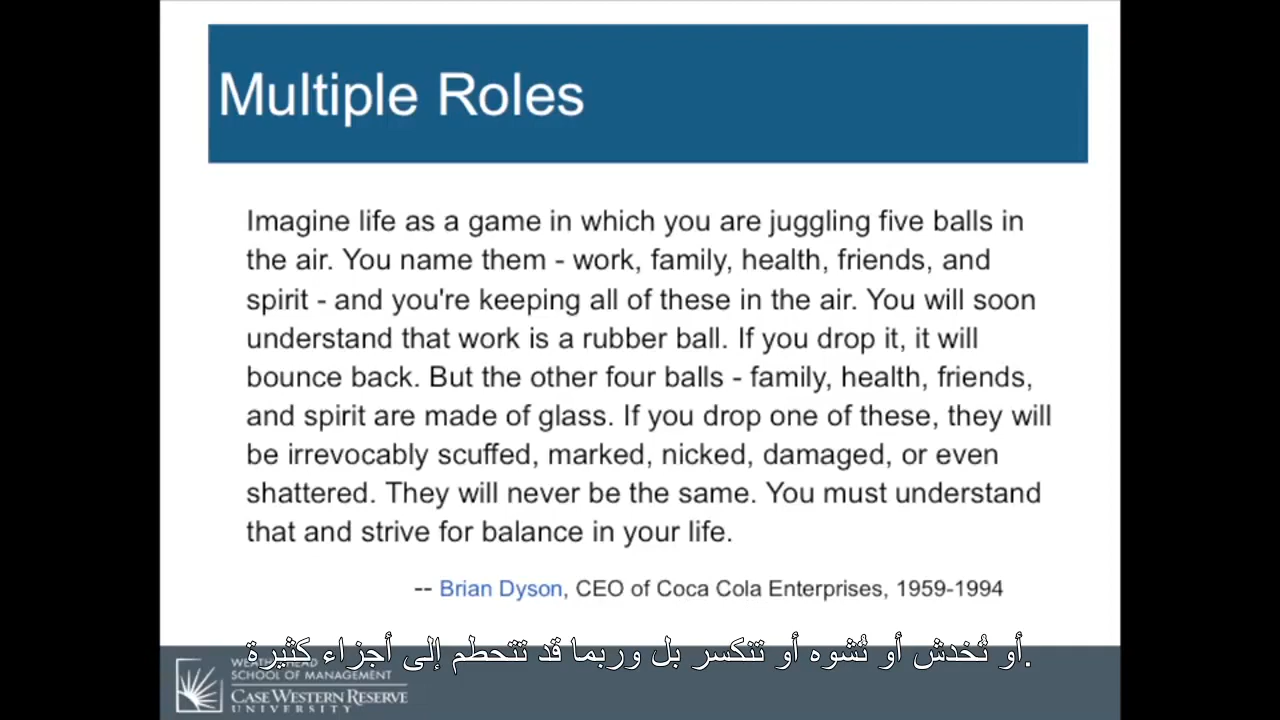 Multiple Roles
Imagine life as a game in which you are juggling five balls in
the air. You name them - work, family, health, friends, and
spirit - and you're keeping all of these in the air. You will soon
understand that work is a rubber ball. If you drop it, it will
bounce back. But the other four balls - family, health, friends,
and spirit are made of glass. If you drop one of these, they will
be irrevocably scuffed, marked, nicked, damaged, or even
shattered. They will never be the same. You must understand
that and strive for balance in your life.
-- Brian Dyson, CEO of Coca Cola Enterprises, 1959-1994
أو تُخدش أو تُشوه أو تنكسر بل وربما قد تتحطم إلى أجزاء كثيرة.
WEATHERHEAD
SCHOOL OF MANAGEMENT
CASE WESTERN RESERVE
UNIVERSITY